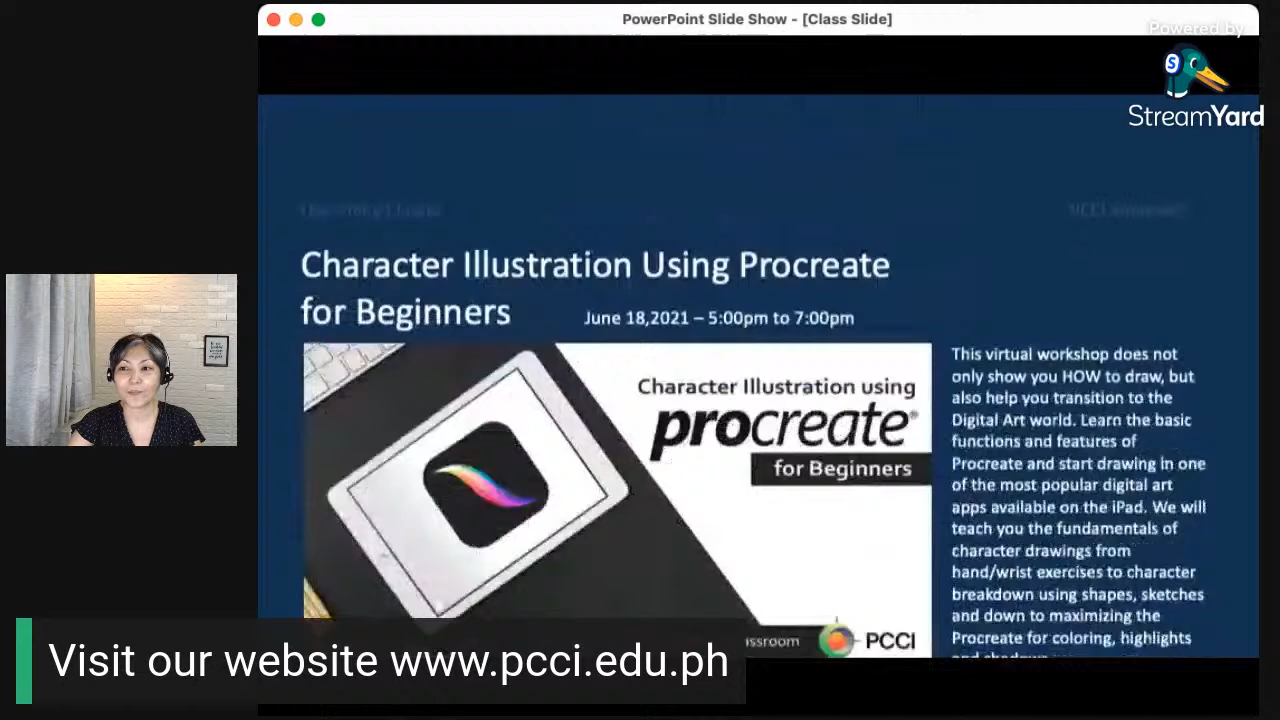 PowerPoint Slide Show - [Class Slide]
Powered by
StreamYard
Character Illustration Using Procreate
for Beginners
June 18,2021 – 5:00pm to 7:00pm
Character Illustration using
procreate®
for Beginners
ssroom
PCCI
This virtual workshop does not
only show you HOW to draw, but
also help you transition to the
Digital Art world. Learn the basic
functions and features of
Procreate and start drawing in one
of the most popular digital art
apps available on the iPad. We will
teach you the fundamentals of
character drawings from
hand/wrist exercises to character
breakdown using shapes, sketches
and down to maximizing the
Procreate for coloring, highlights
Visit our website www.pcci.edu.ph